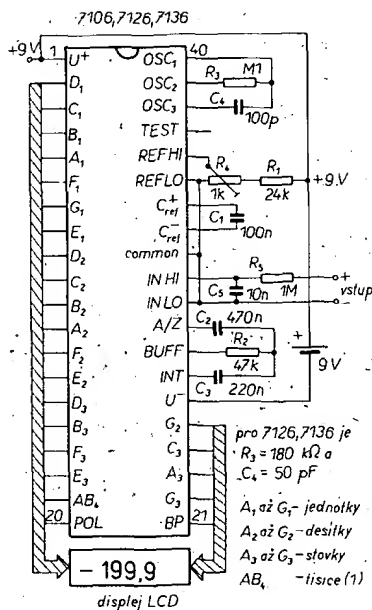 7106,7126,7136
+9V 1 40
U⁺ OSC₁
D₁ OSC₂ R₃ M1
C₁ OSC₃ C₄ 100p
B₁ TEST
A₁ REFHI R₄ R₁
F₁ REFLO 1k 24k +9V
G₁ C⁺ref C₁
E₁ C⁻ref 100n
D₂ common
C₂ IN HI R₅ +
B₂ IN LO C₅ 10n 1M vstup
A₂ A/Z C₂ 470n −
F₂ BUFF R₂ 47k
E₂ INT C₃ 220n +
D₃ U⁻ 9V
B₃ G₂
F₃ C₃
E₃ A₃
AB₄ G₃
20 POL BP 21
-199,9
displej LCD
pro 7126,7136 je
R₃ = 180 kΩ a
C₄ = 50 pF
A₁ až G₁ - jednotky
A₂ až G₂ - desítky
A₃ až G₃ - stovky
AB₄ - tisíce (1)